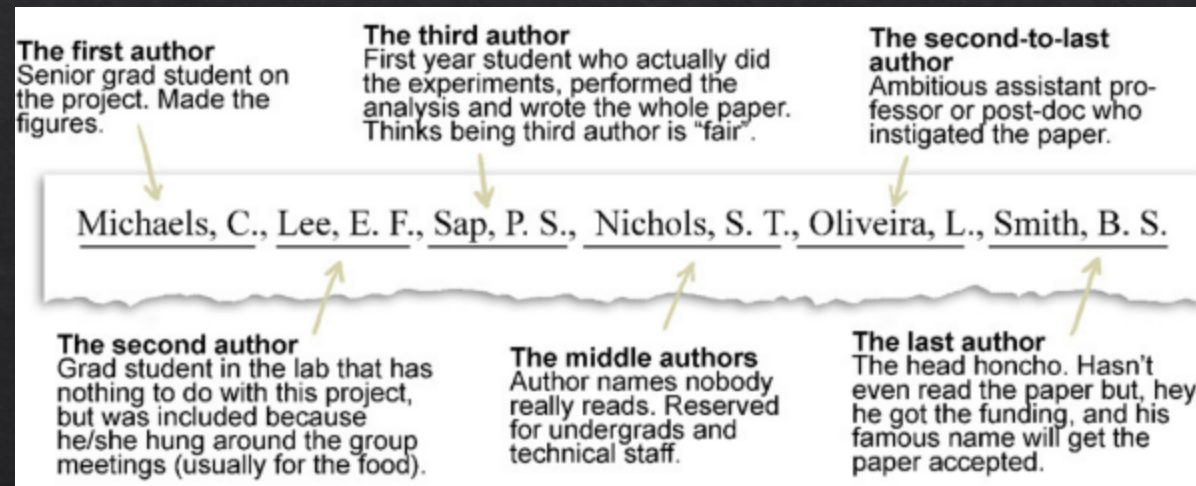 The first author
Senior grad student on
the project. Made the
figures.
The third author
First year student who actually did
the experiments, performed the
analysis and wrote the whole paper.
Thinks being third author is “fair”.
The second-to-last
author
Ambitious assistant pro-
fessor or post-doc who
instigated the paper.
Michaels, C., Lee, E. F., Sap, P. S., Nichols, S. T., Oliveira, L., Smith, B. S.
The second author
Grad student in the lab that has
nothing to do with this project,
but was included because
he/she hung around the group
meetings (usually for the food).
The middle authors
Author names nobody
really reads. Reserved
for undergrads and
technical staff.
The last author
The head honcho. Hasn’t
even read the paper but, hey
he got the funding, and his
famous name will get the
paper accepted.